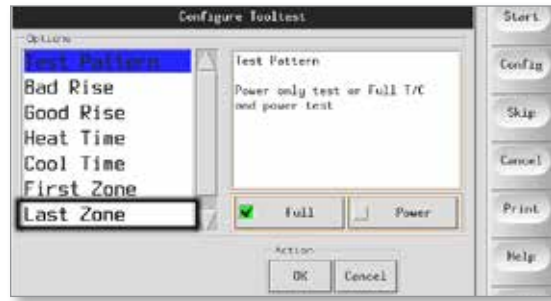 Configure Tooltest
Options
Test Pattern
Bad Rise
Good Rise
Heat Time
Cool Time
First Zone
Last Zone
Test Pattern
Power only test or Full T/C
and power test
Full
Power
Action
OK
Cancel
Start
Config
Skip
Cancel
Print
Help